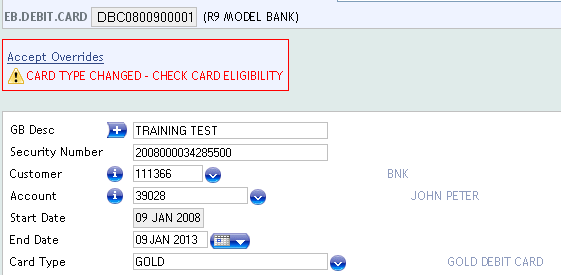 EB.DEBIT.CARD DBC0800900001 (R9 MODEL BANK)
Accept Overrides
CARD TYPE CHANGED - CHECK CARD ELIGIBILITY
GB Desc TRAINING TEST
Security Number 2008000034285500
Customer 111366 BNK
Account 39028 JOHN PETER
Start Date 09 JAN 2008
End Date 09 JAN 2013
Card Type GOLD GOLD DEBIT CARD